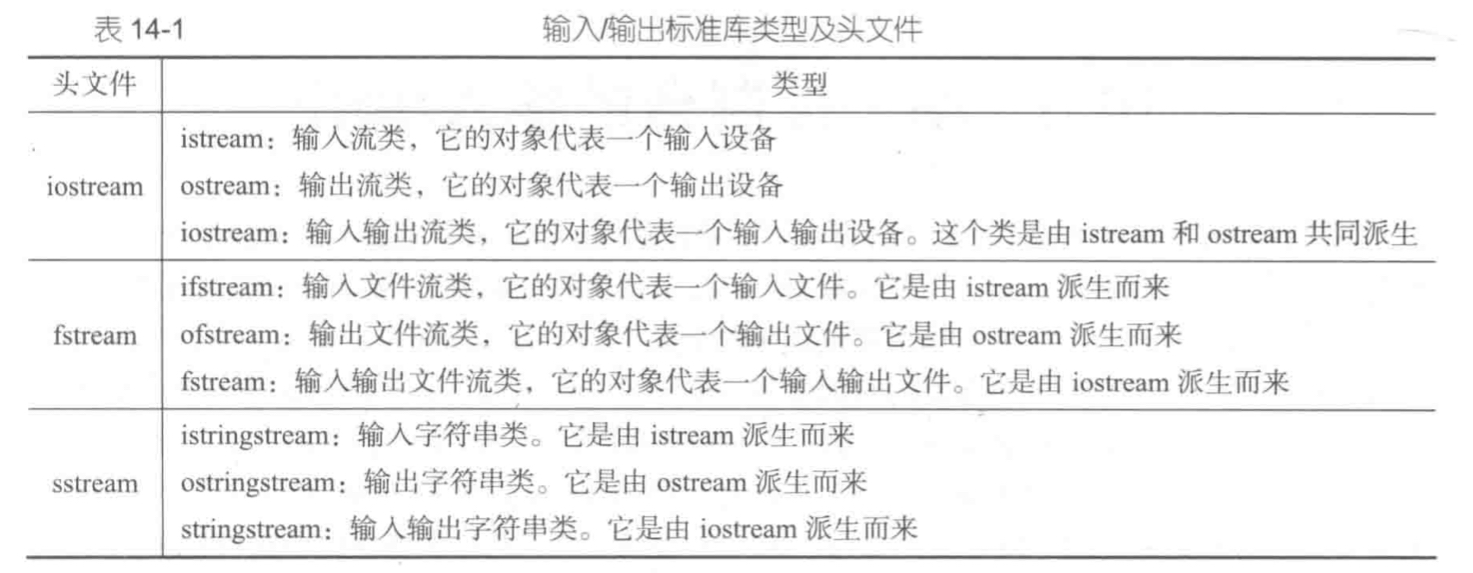 表 14-1 输入/输出标准库类型及头文件
头文件 类型
istream：输入流类，它的对象代表一个输入设备
iostream ostream：输出流类，它的对象代表一个输出设备
iostream：输入输出流类，它的对象代表一个输入输出设备。这个类是由 istream 和 ostream 共同派生
ifstream：输入文件流类，它的对象代表一个输入文件。它是由 istream 派生而来
fstream ofstream：输出文件流类，它的对象代表一个输出文件。它是由 ostream 派生而来
fstream：输入输出文件流类，它的对象代表一个输入输出文件。它是由 iostream 派生而来
istringstream：输入字符串类。它是由 istream 派生而来
sstream ostringstream：输出字符串类。它是由 ostream 派生而来
stringstream：输入输出字符串类。它是由 iostream 派生而来